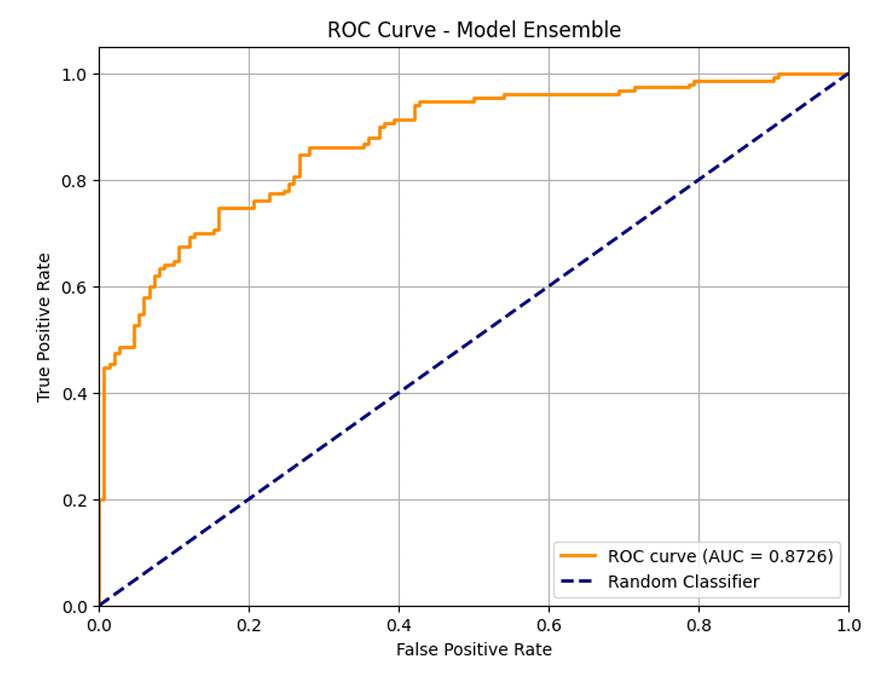 ROC Curve - Model Ensemble
True Positive Rate
1.0
0.8
0.6
0.4
0.2
0.0
0.0 0.2 0.4 0.6 0.8 1.0
False Positive Rate
ROC curve (AUC = 0.8726)
Random Classifier